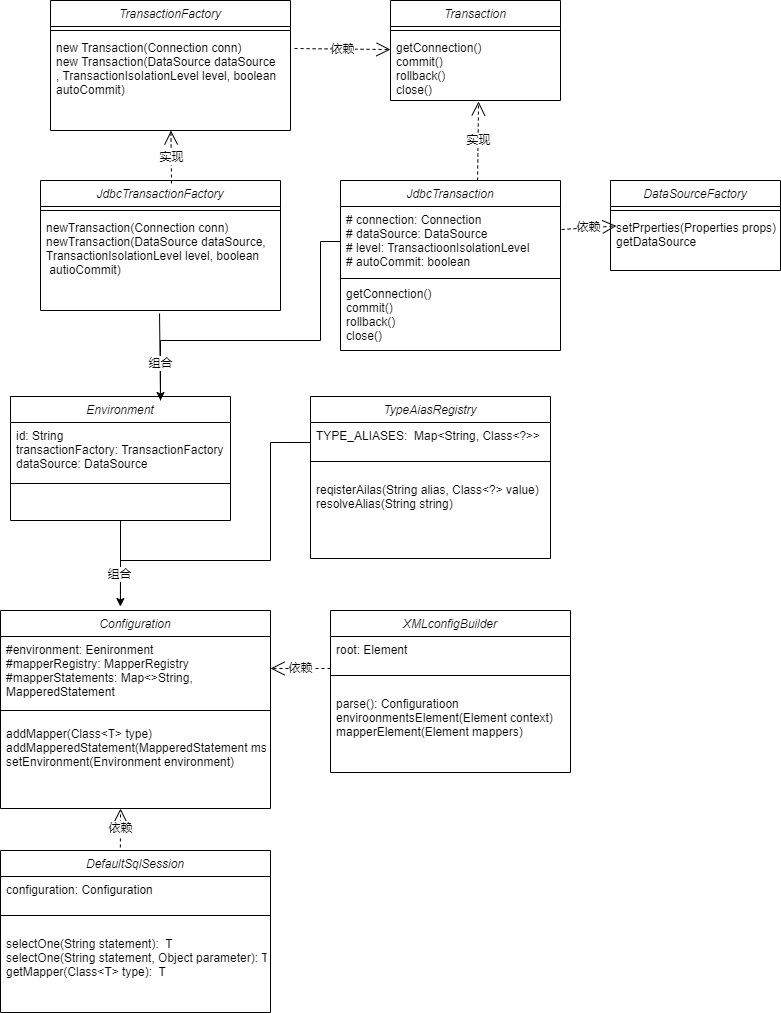 TransactionFactory
new Transaction(Connection conn)
new Transaction(DataSource dataSource
, TransactionIsolationLevel level, boolean
autoCommit)
依赖
Transaction
getConnection()
commit()
rollback()
close()
实现
实现
JdbcTransactionFactory
newTransaction(Connection conn)
newTransaction(DataSource dataSource,
TransactionIsolationLevel level, boolean
autioCommit)
JdbcTransaction
# connection: Connection
# dataSource: DataSource
# level: TransactioonIsolationLevel
# autoCommit: boolean
getConnection()
commit()
rollback()
close()
依赖
DataSourceFactory
setPrperties(Properties props)
getDataSource
组合
Environment
id: String
transactionFactory: TransactionFactory
dataSource: DataSource
TypeAiasRegistry
TYPE_ALIASES:  Map<String, Class<?>>
reqisterAilas(String alias, Class<?> value)
resolveAlias(String string)
组合
Configuration
#environment: Eenironment
#mapperRegistry: MapperRegistry
#mapperStatements: Map<>String,
MapperedStatement
addMapper(Class<T> type)
addMapperedStatement(MapperedStatement ms
setEnvironment(Environment environment)
依赖
XMLconfigBuilder
root: Element
parse(): Configuratioon
enviroonmentsElement(Element context)
mapperElement(Element mappers)
依赖
DefaultSqlSession
configuration: Configuration
selectOne(String statement):  T
selectOne(String statement, Object parameter): T
getMapper(Class<T> type):  T